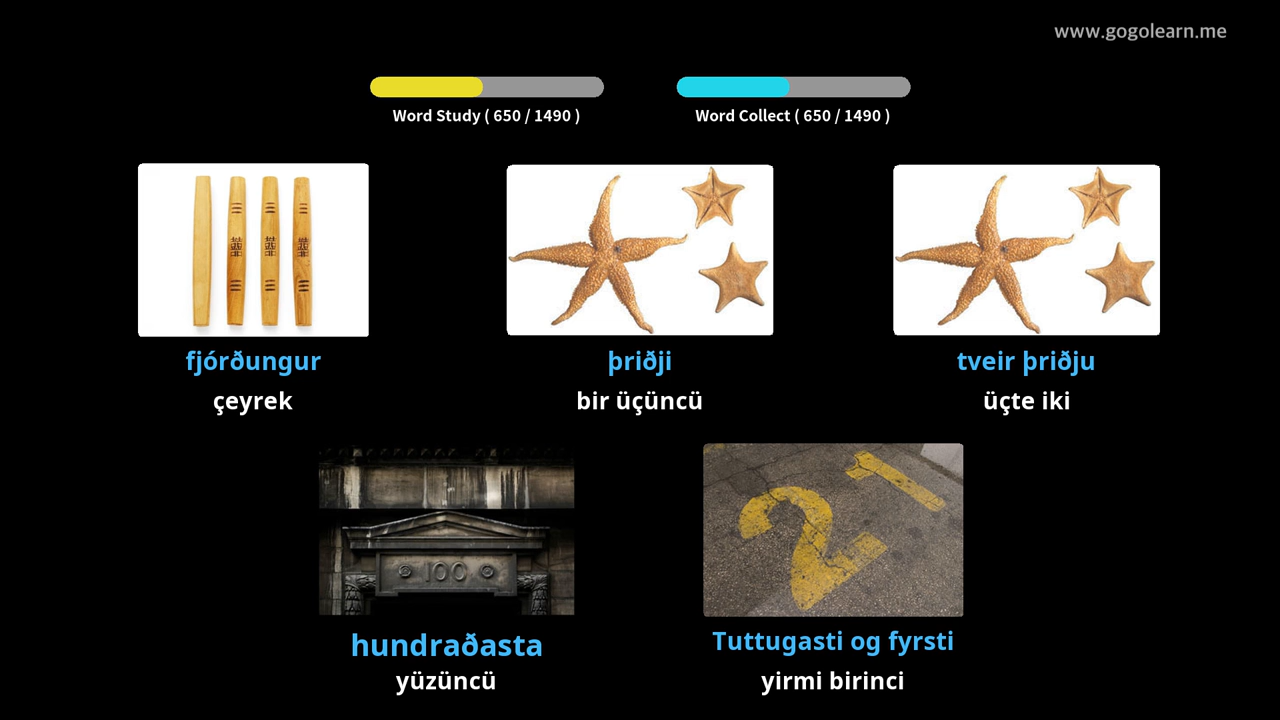 www.gogolearn.me
Word Study ( 650 / 1490 )
Word Collect ( 650 / 1490 )
fjórðungur
çeyrek
þriðji
bir üçüncü
tveir þriðju
üçte iki
100
hundraðasta
yüzüncü
21
Tuttugasti og fyrsti
yirmi birinci